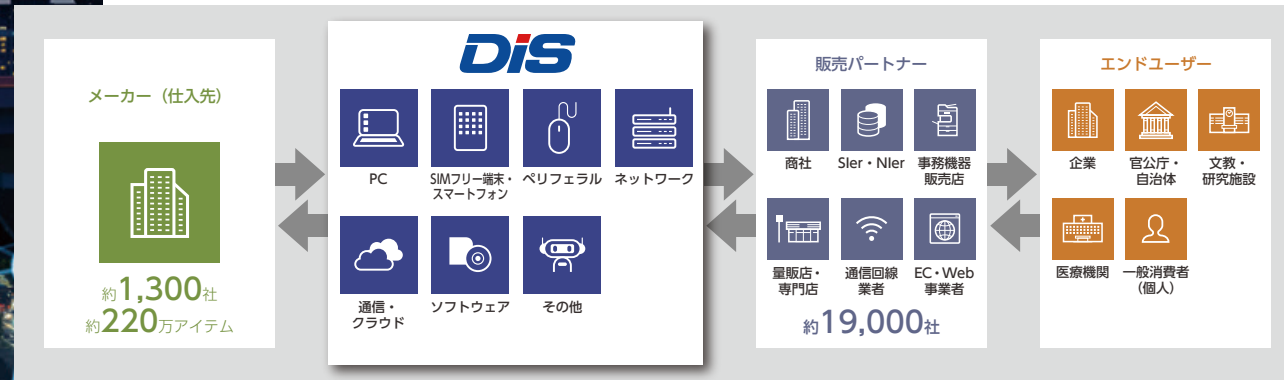 メーカー（仕入先）
約1,300社
約220万アイテム
DiS
PC
SIMフリー端末・
スマートフォン
ペリフェラル
ネットワーク
通信・
クラウド
ソフトウェア
その他
販売パートナー
商社
SIer・NIer
事務機器
販売店
量販店・
専門店
通信回線
業者
EC・Web
事業者
約19,000社
エンドユーザー
企業
官公庁・
自治体
文教・
研究施設
医療機関
一般消費者
（個人）